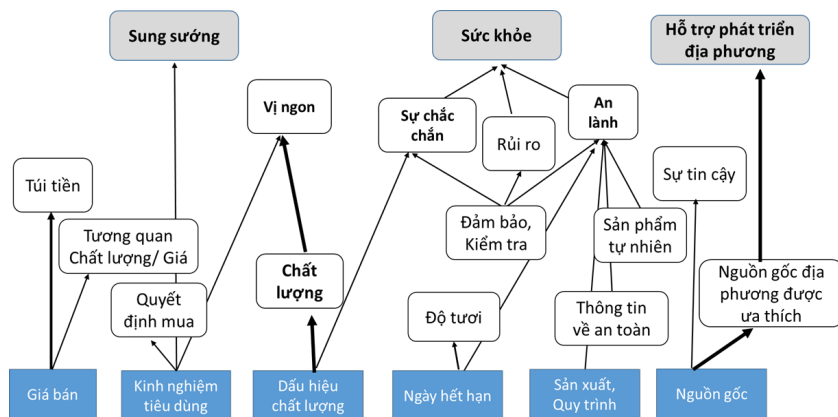 Sung sướng
Sức khỏe
Hỗ trợ phát triển
địa phương
Vị ngon
Sự chắc
chắn
Rủi ro
An
lành
Túi tiền
Sự tin cậy
Tương quan
Chất lượng/ Giá
Đảm bảo,
Kiểm tra
Sản phẩm
tự nhiên
Chất
lượng
Quyết
định mua
Độ tươi
Thông tin
về an toàn
Nguồn gốc địa
phương được
ưa thích
Giá bán
Kinh nghiệm
tiêu dùng
Dấu hiệu
chất lượng
Ngày hết hạn
Sản xuất,
Quy trình
Nguồn gốc